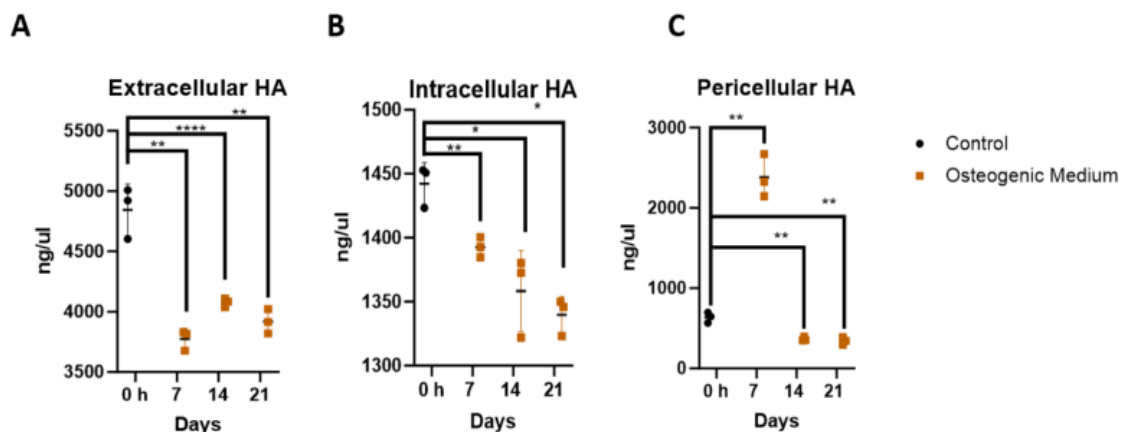 A
Extracellular HA
5500
5000
4500
4000
3500
ng/ul
**
****
**
0 h 7 14 21
Days
B
Intracellular HA
1500
1450
1400
1350
1300
ng/ul
*
*
**
0 h 7 14 21
Days
C
Pericellular HA
3000
2000
1000
0
ng/ul
**
**
**
0 h 7 14 21
Days
Control
Osteogenic Medium